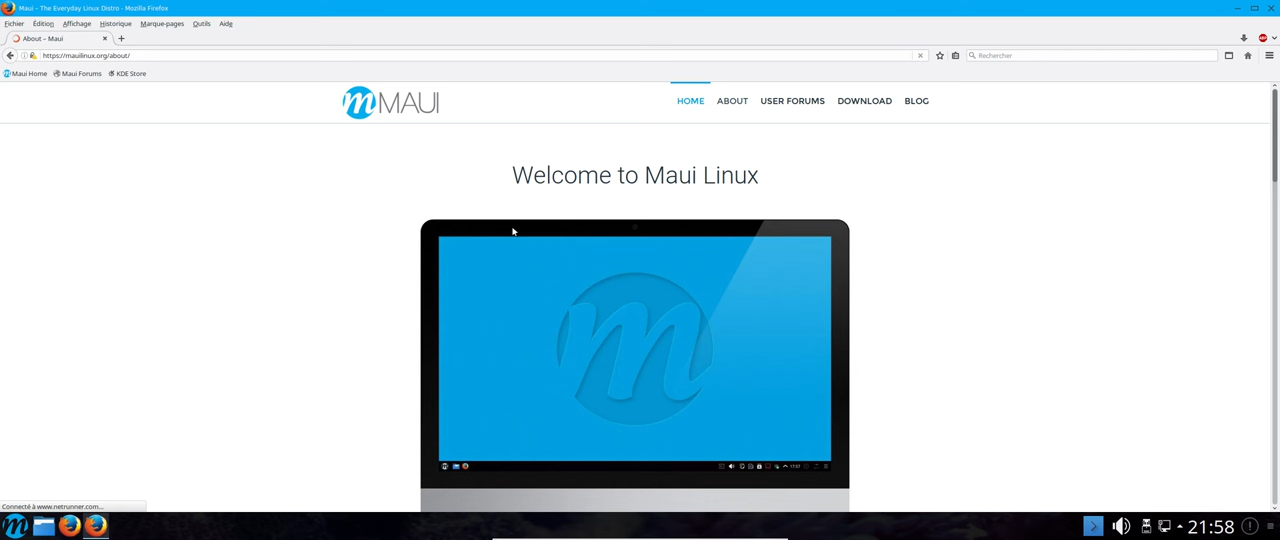 Maui – The Everyday Linux Distro - Mozilla Firefox
Fichier Édition Affichage Historique Marque-pages Outils Aide
About – Maui
https://mauilinux.org/about/
Rechercher
Maui Home Maui Forums KDE Store
m MAUI HOME ABOUT USER FORUMS DOWNLOAD BLOG
Welcome to Maui Linux
m
17:57
Connecté à www.netrunner.com...
21:58